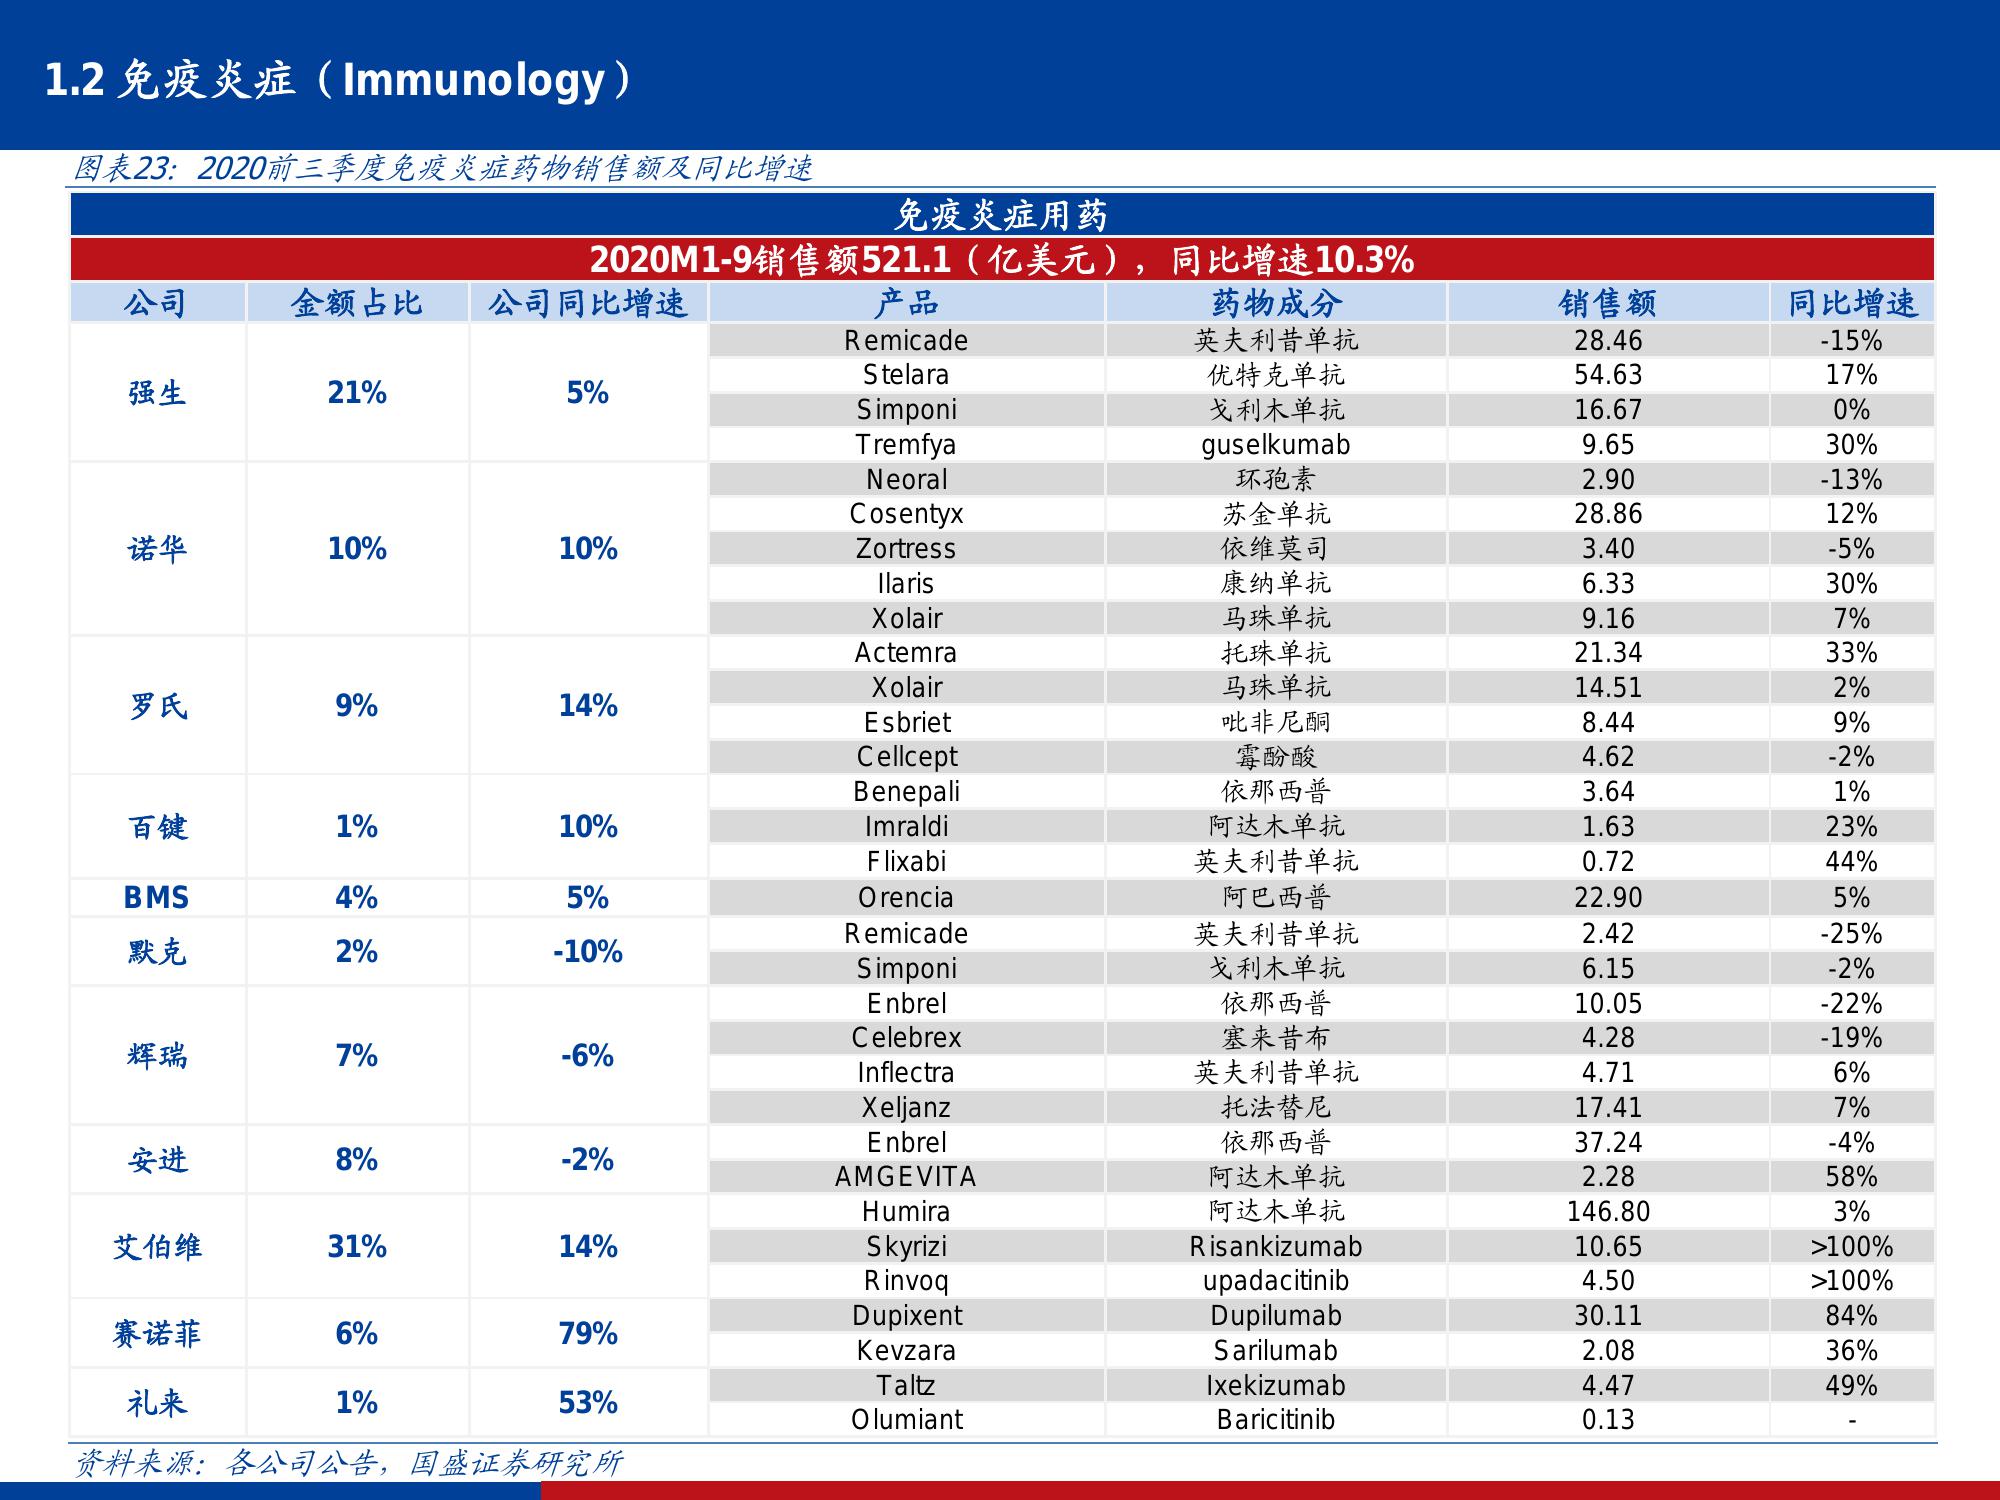 1.2 免疫炎症（Immunology）
图表23：2020前三季度免疫炎症药物销售额及同比增速
免疫炎症用药
2020M1-9销售额521.1（亿美元），同比增速10.3%
公司 金额占比 公司同比增速 产品 药物成分 销售额 同比增速
强生 21% 5% Remicade 英夫利昔单抗 28.46 -15%
Stelara 优特克单抗 54.63 17%
Simponi 戈利木单抗 16.67 0%
Tremfya guselkumab 9.65 30%
诺华 10% 10% Neoral 环孢素 2.90 -13%
Cosentyx 苏金单抗 28.86 12%
Zortress 依维莫司 3.40 -5%
Ilaris 康纳单抗 6.33 30%
Xolair 马珠单抗 9.16 7%
罗氏 9% 14% Actemra 托珠单抗 21.34 33%
Xolair 马珠单抗 14.51 2%
Esbriet 吡非尼酮 8.44 9%
Cellcept 霉酚酸 4.62 -2%
百键 1% 10% Benepali 依那西普 3.64 1%
Imraldi 阿达木单抗 1.63 23%
Flixabi 英夫利昔单抗 0.72 44%
BMS 4% 5% Orencia 阿巴西普 22.90 5%
默克 2% -10% Remicade 英夫利昔单抗 2.42 -25%
Simponi 戈利木单抗 6.15 -2%
辉瑞 7% -6% Enbrel 依那西普 10.05 -22%
Celebrex 塞来昔布 4.28 -19%
Inflectra 英夫利昔单抗 4.71 6%
Xeljanz 托法替尼 17.41 7%
安进 8% -2% Enbrel 依那西普 37.24 -4%
AMGEVITA 阿达木单抗 2.28 58%
艾伯维 31% 14% Humira 阿达木单抗 146.80 3%
Skyrizi Risankizumab 10.65 >100%
Rinvoq upadacitinib 4.50 >100%
赛诺菲 6% 79% Dupixent Dupilumab 30.11 84%
Kevzara Sarilumab 2.08 36%
礼来 1% 53% Taltz Ixekizumab 4.47 49%
Olumiant Baricitinib 0.13 -
资料来源：各公司公告，国盛证券研究所